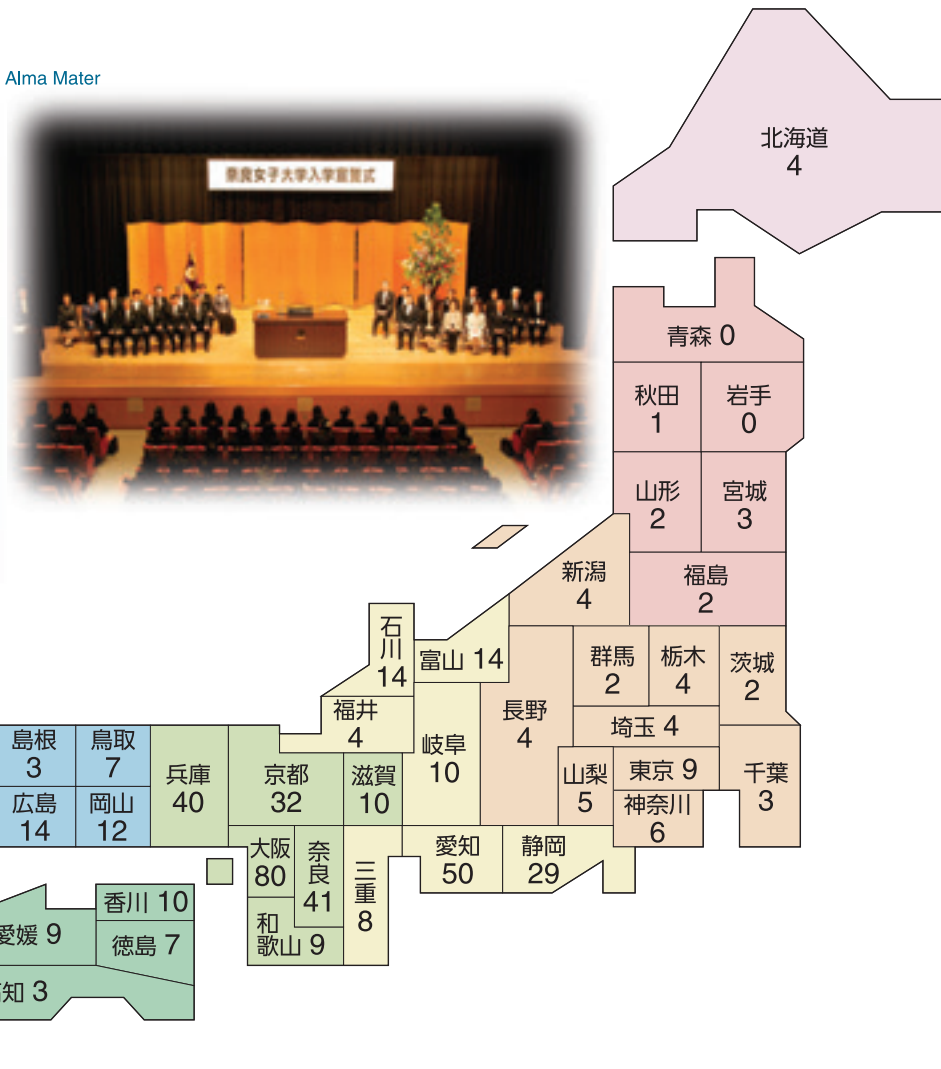 Alma Mater
奈良女子大学入学宣誓式
北海道
4
青森 0
秋田
1
岩手
0
山形
2
宮城
3
新潟
4
福島
2
石川
14
富山 14
群馬
2
栃木
4
茨城
2
福井
4
岐阜
10
長野
4
埼玉 4
島根
3
鳥取
7
兵庫
40
京都
32
滋賀
10
山梨
5
東京 9
千葉
3
広島
14
岡山
12
神奈川
6
大阪
80
奈良
41
三重
8
愛知
50
静岡
29
和
歌山 9
香川 10
愛媛 9
徳島 7
知 3